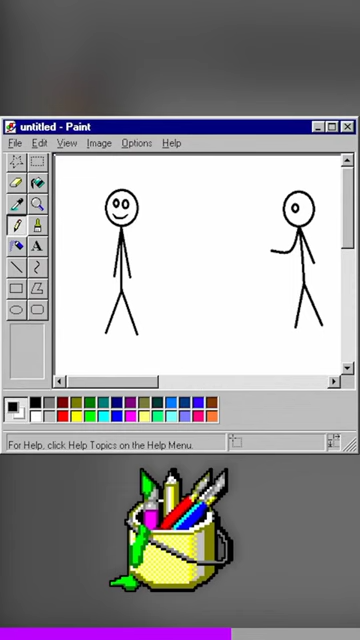 untitled - Paint
File Edit View Image Options Help
A
For Help, click Help Topics on the Help Menu.